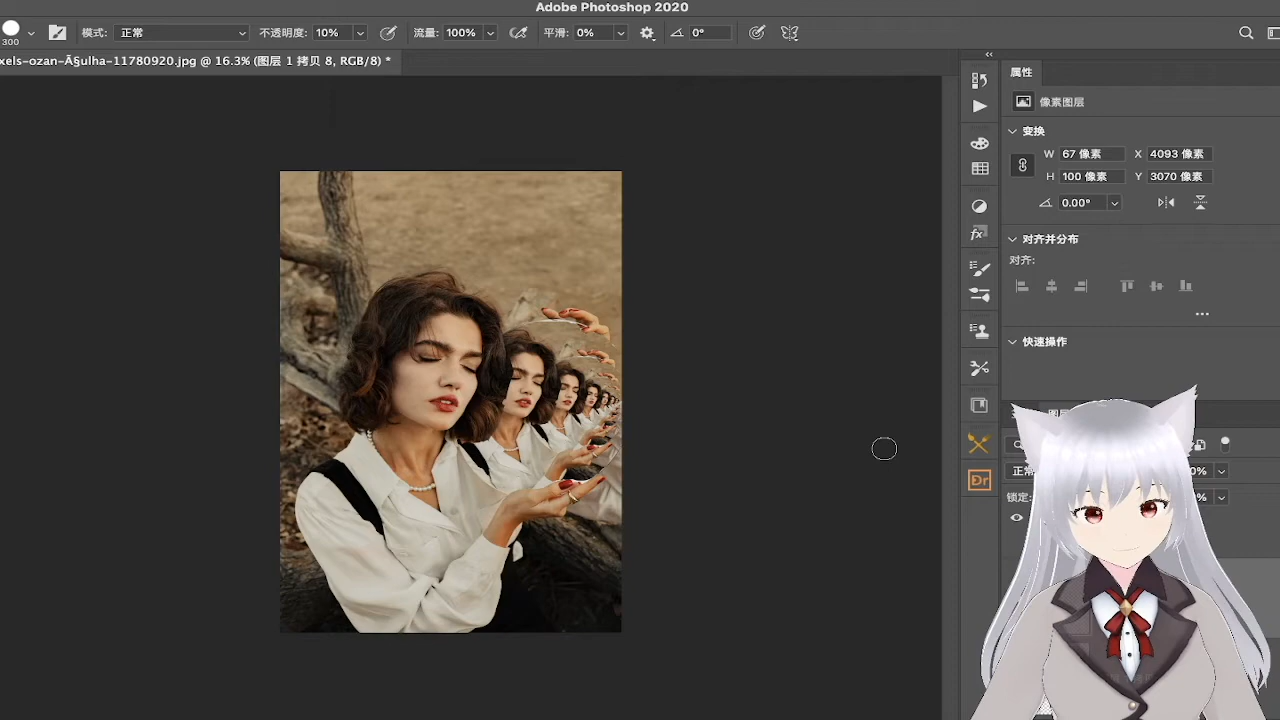 Adobe Photoshop 2020
300
模式: 正常 不透明度: 10% 流量: 100% 平滑: 0% 0°
xels-ozan-Ã§ulha-11780920.jpg @ 16.3% (图层 1 拷贝 8, RGB/8) *
属性
像素图层
变换
W 67 像素 X 4093 像素
H 100 像素 Y 3070 像素
0.00°
对齐并分布
对齐:
快速操作
正常 0%
锁定: %
fx
Dr